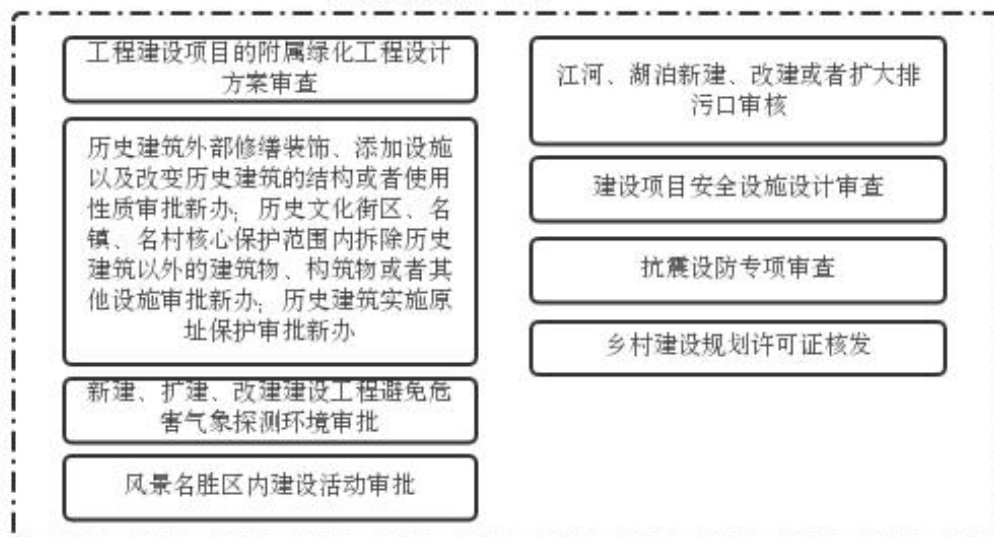 工程建设项目的附属绿化工程设计
方案审查
历史建筑外部修缮装饰、添加设施
以及改变历史建筑的结构或者使用
性质审批新办；历史文化街区、名
镇、名村核心保护范围内拆除历史
建筑以外的建筑物、构筑物或者其
他设施审批新办；历史建筑实施原
址保护审批新办
新建、扩建、改建建设工程避免危
害气象探测环境审批
风景名胜区内建设活动审批
江河、湖泊新建、改建或者扩大排
污口审核
建设项目安全设施设计审查
抗震设防专项审查
乡村建设规划许可证核发